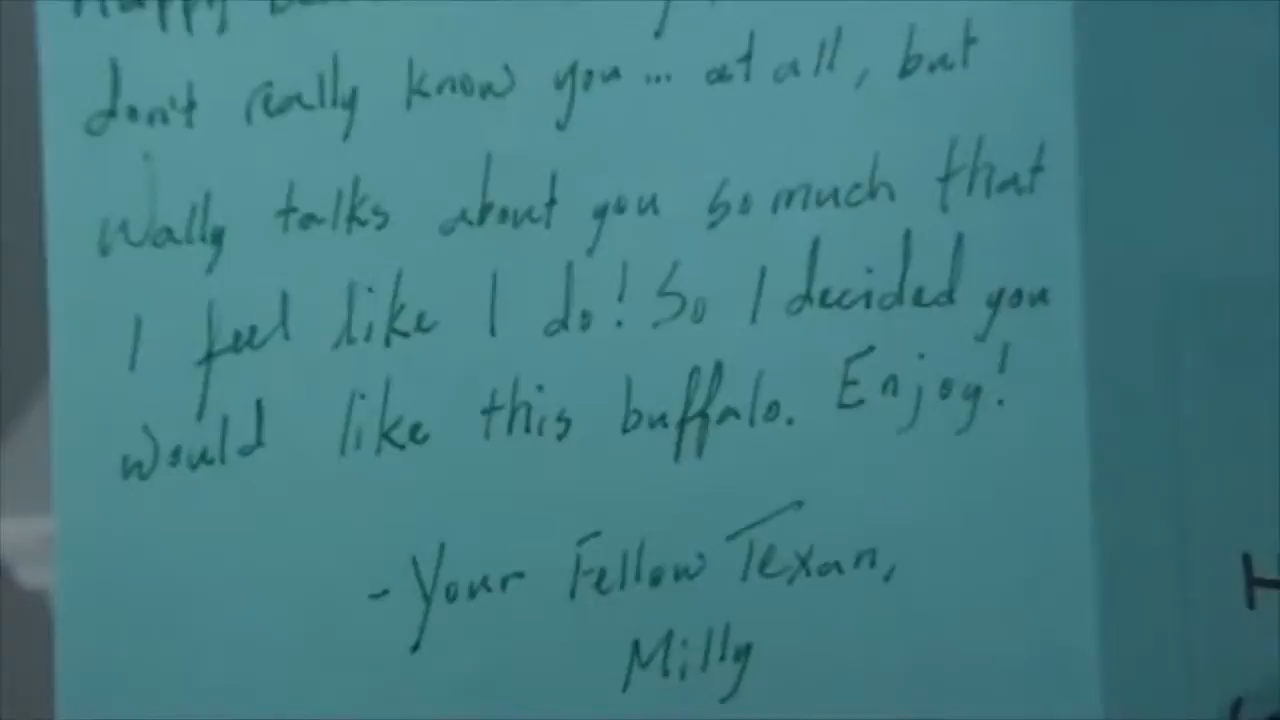 Happy
don't really know you... at all, but
Wally talks about you so much that
I feel like I do! So I decided you
would like this buffalo. Enjoy!
- Your Fellow Texan,
Milly